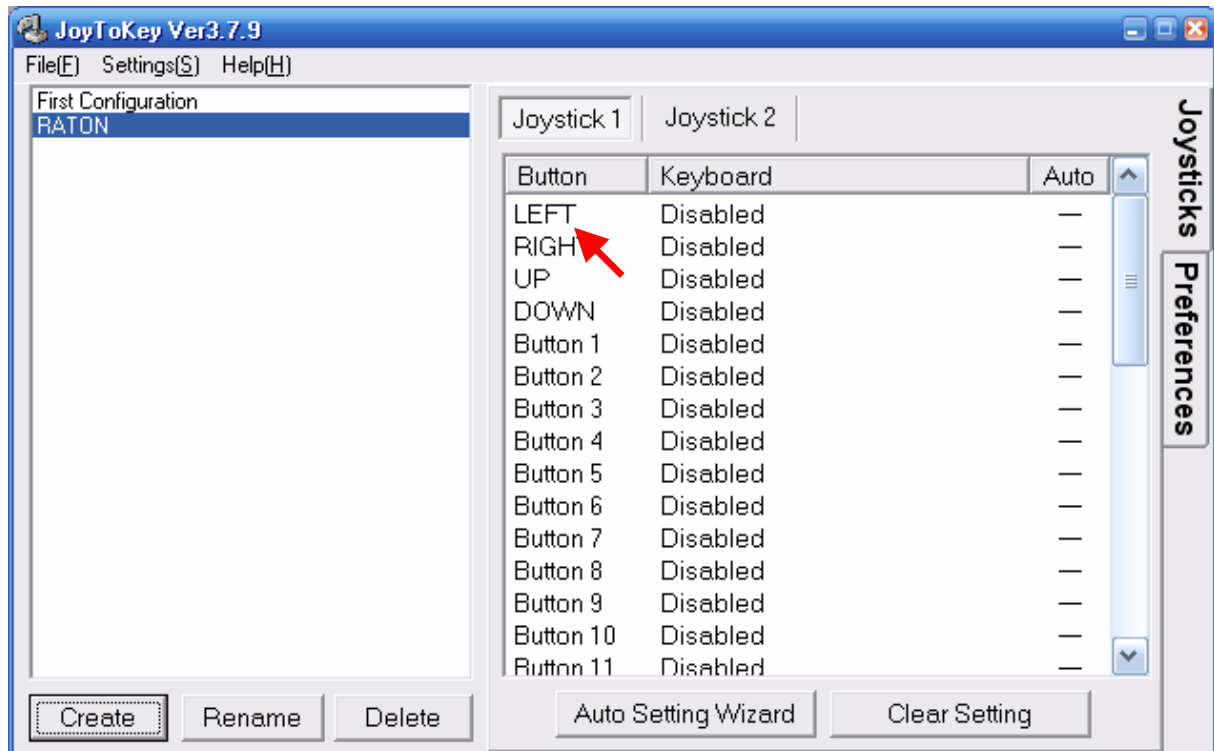 JoyToKey Ver3.7.9
File(F) Settings(S) Help(H)
First Configuration
RATON
Joystick 1 Joystick 2
Button Keyboard Auto
LEFT Disabled —
RIGH Disabled —
UP Disabled —
DOWN Disabled —
Button 1 Disabled —
Button 2 Disabled —
Button 3 Disabled —
Button 4 Disabled —
Button 5 Disabled —
Button 6 Disabled —
Button 7 Disabled —
Button 8 Disabled —
Button 9 Disabled —
Button 10 Disabled —
Button 11 Disabled —
Joysticks
Preferences
Create Rename Delete
Auto Setting Wizard Clear Setting